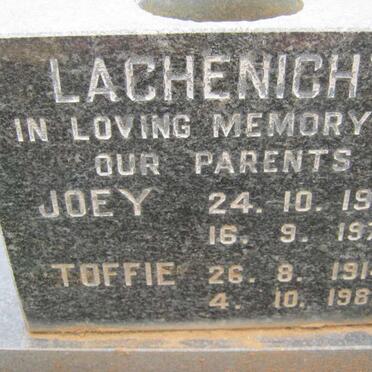 LACHENICH
IN LOVING MEMORY
OUR PARENTS
JOEY 24. 10. 19
16. 9. 197
TOFFIE 26. 8. 191
4. 10. 198